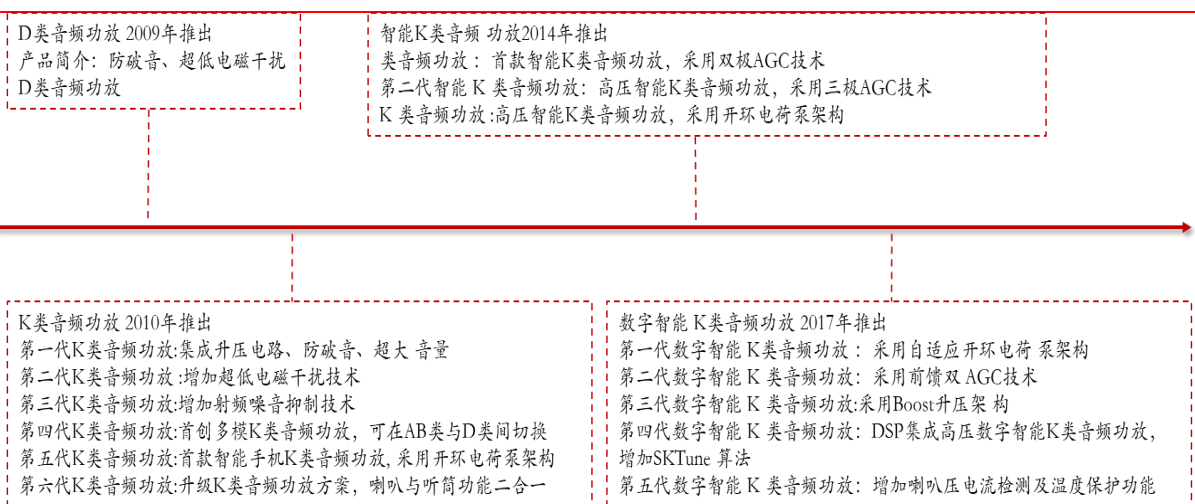 D类音频功放 2009年推出
产品简介：防破音、超低电磁干扰
D类音频功放
智能K类音频 功放2014年推出
类音频功放 ：首款智能K类音频功放，采用双极AGC技术
第二代智能 K 类音频功放：高压智能K类音频功放，采用三极AGC技术
K 类音频功放:高压智能K类音频功放，采用开环电荷泵架构
K类音频功放 2010年推出
第一代K类音频功放:集成升压电路、防破音、超大 音量
第二代K类音频功放 :增加超低电磁干扰技术
第三代K类音频功放:增加射频噪音抑制技术
第四代K类音频功放:首创多模K类音频功放，可在AB类与D类间切换
第五代K类音频功放:首款智能手机K类音频功放, 采用开环电荷泵架构
第六代K类音频功放:升级K类音频功放方案，喇叭与听筒功能二合一
数字智能 K类音频功放 2017年推出
第一代数字智能 K类音频功放 ：采用自适应开环电荷 泵架构
第二代数字智能 K 类音频功放：采用前馈双 AGC技术
第三代数字智能 K 类音频功放:采用Boost升压架 构
第四代数字智能 K 类音频功放：DSP集成高压数字智能K类音频功放，
增加SKTune 算法
第五代数字智能 K 类音频功放：增加喇叭压电流检测及温度保护功能